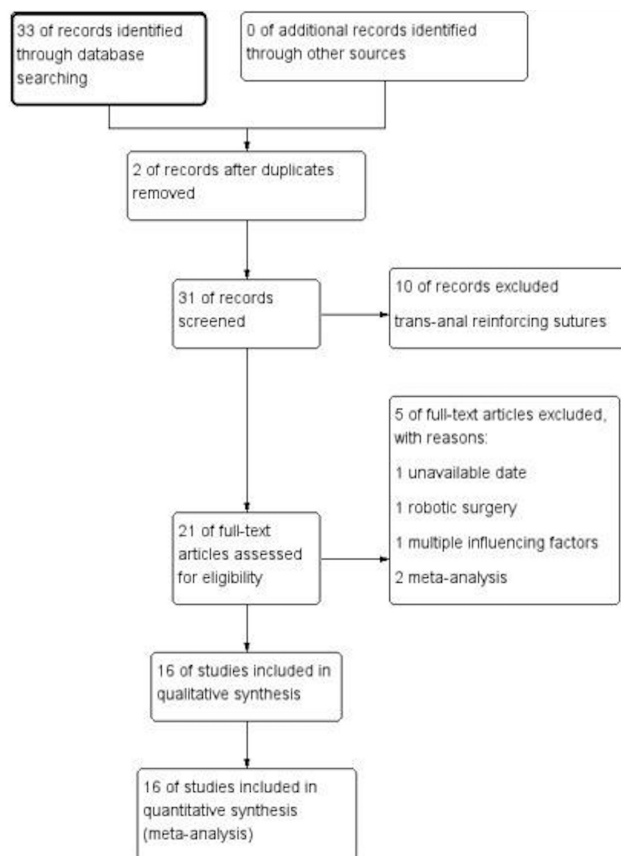 33 of records identified
through database
searching
0 of additional records identified
through other sources
2 of records after duplicates
removed
31 of records
screened
10 of records excluded
trans-anal reinforcing sutures
5 of full-text articles excluded,
with reasons:
1 unavailable date
1 robotic surgery
1 multiple influencing factors
2 meta-analysis
21 of full-text
articles assessed
for eligibility
16 of studies included in
qualitative synthesis
16 of studies included in
quantitative synthesis
(meta-analysis)